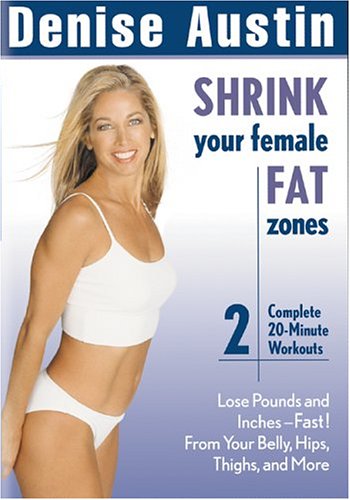 Denise Austin
SHRINK
your female
FAT
zones
2 Complete
20-Minute
Workouts
Lose Pounds and
Inches–Fast!
From Your Belly, Hips,
Thighs, and More